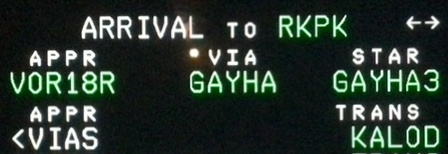 ARRIVAL TO RKPK ↔
APPR VIA STAR
VOR18R GAYHA GAYHA3
APPR TRANS
<VIAS KALOD